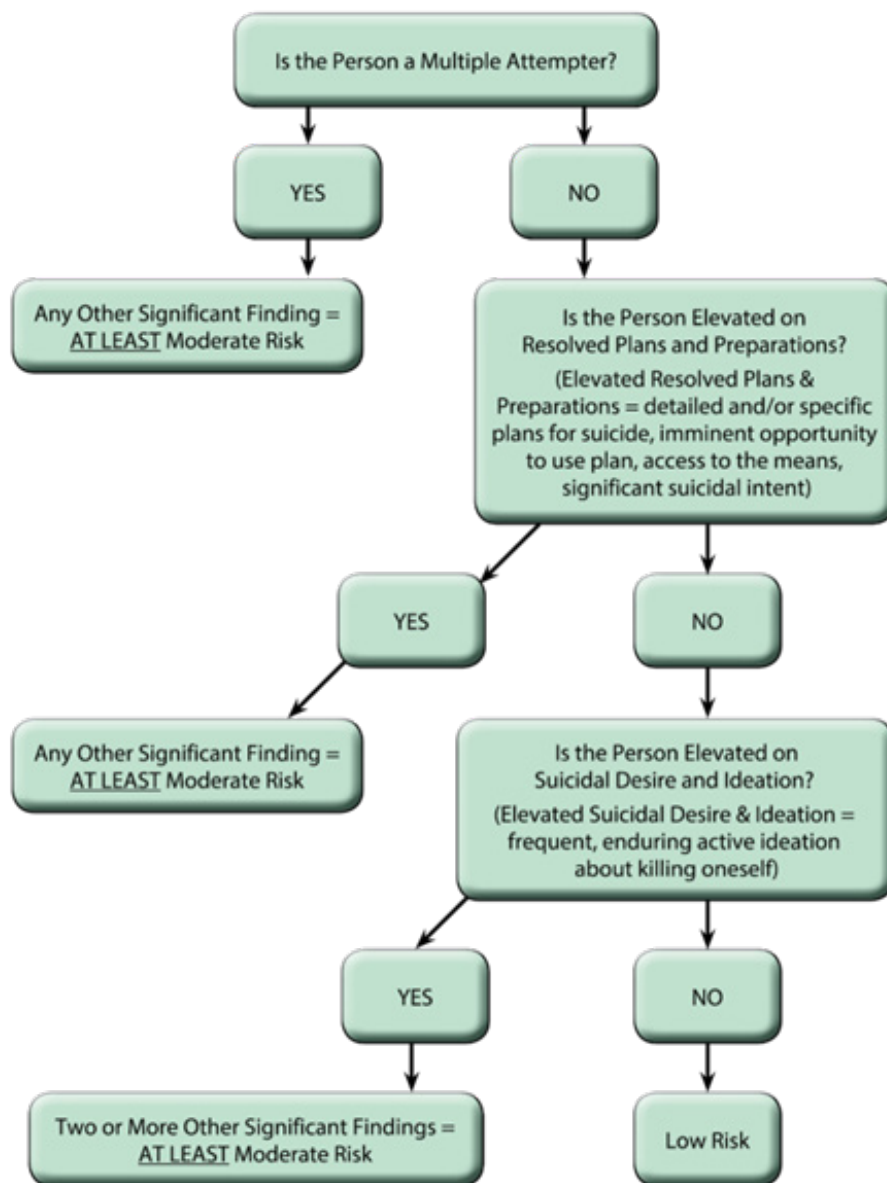 Is the Person a Multiple Attempter?
YES
NO
Any Other Significant Finding =
AT LEAST Moderate Risk
Is the Person Elevated on
Resolved Plans and Preparations?
(Elevated Resolved Plans &
Preparations = detailed and/or specific
plans for suicide, imminent opportunity
to use plan, access to the means,
significant suicidal intent)
YES
NO
Any Other Significant Finding =
AT LEAST Moderate Risk
Is the Person Elevated on
Suicidal Desire and Ideation?
(Elevated Suicidal Desire & Ideation =
frequent, enduring active ideation
about killing oneself)
YES
NO
Two or More Other Significant Findings =
AT LEAST Moderate Risk
Low Risk